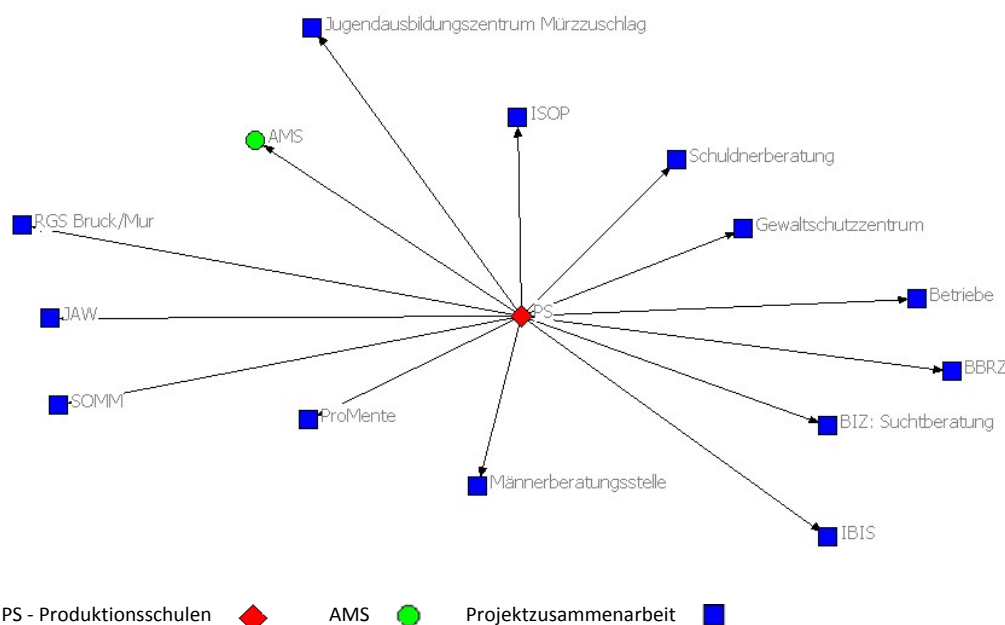 Jugendausbildungszentrum Mürzzuschlag
ISOP
AMS
Schuldnerberatung
RGS Bruck/Mur
Gewaltschutzzentrum
Betriebe
PS
JAW
BBRZ
SOMM
ProMente
BIZ: Suchtberatung
Männerberatungsstelle
IBIS
PS - Produktionsschulen AMS Projektzusammenarbeit